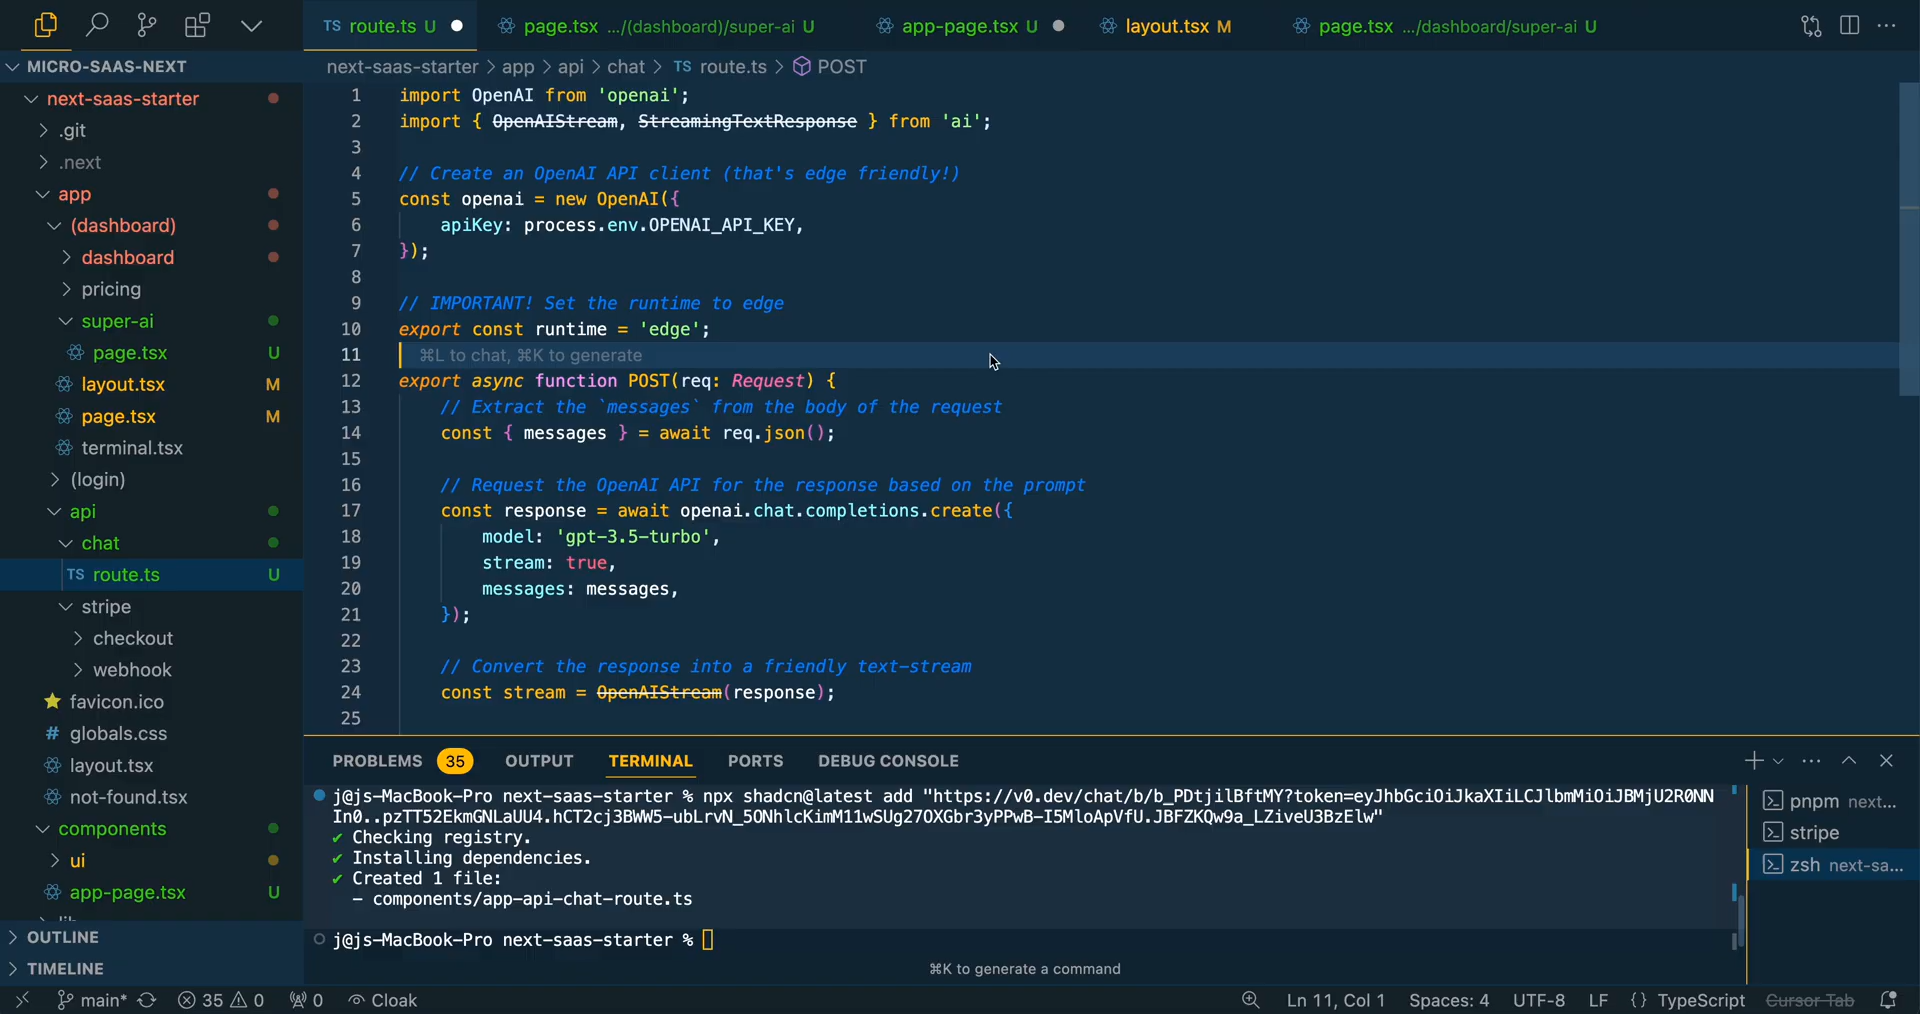 TS route.ts U
page.tsx .../(dashboard)/super-ai U
app-page.tsx U
layout.tsx M
page.tsx .../dashboard/super-ai U
MICRO-SAAS-NEXT
next-saas-starter
.git
.next
app
(dashboard)
dashboard
pricing
super-ai
page.tsx U
layout.tsx M
page.tsx M
terminal.tsx
(login)
api
chat
TS route.ts U
stripe
checkout
webhook
favicon.ico
# globals.css
layout.tsx
not-found.tsx
components
ui
app-page.tsx U
OUTLINE
TIMELINE
next-saas-starter > app > api > chat > TS route.ts > POST
1 import OpenAI from 'openai';
2 import { OpenAIStream, StreamingTextResponse } from 'ai';
3
4 // Create an OpenAI API client (that's edge friendly!)
5 const openai = new OpenAI({
6 apiKey: process.env.OPENAI_API_KEY,
7 });
8
9 // IMPORTANT! Set the runtime to edge
10 export const runtime = 'edge';
11 ⌘L to chat, ⌘K to generate
12 export async function POST(req: Request) {
13 // Extract the `messages` from the body of the request
14 const { messages } = await req.json();
15
16 // Request the OpenAI API for the response based on the prompt
17 const response = await openai.chat.completions.create({
18 model: 'gpt-3.5-turbo',
19 stream: true,
20 messages: messages,
21 });
22
23 // Convert the response into a friendly text-stream
24 const stream = OpenAIStream(response);
25
PROBLEMS 35 OUTPUT TERMINAL PORTS DEBUG CONSOLE
j@js-MacBook-Pro next-saas-starter % npx shadcn@latest add "https://v0.dev/chat/b/b_PDtjilBftMY?token=eyJhbGciOiJkaXIiLCJlbmMiOiJBMjU2R0NN
In0..pzTT52EkmGNLaUU4.hCT2cj3BWW5-ubLrvN_5ONhlcKimM11wSUg27OXGbr3yPPwB-I5MloApVfU.JBFZKQw9a_LZiveU3BzElw"
✔ Checking registry.
✔ Installing dependencies.
✔ Created 1 file:
- components/app-api-chat-route.ts
j@js-MacBook-Pro next-saas-starter %
⌘K to generate a command
pnpm next...
stripe
zsh next-sa...
main* 35 0 0 Cloak
Ln 11, Col 1 Spaces: 4 UTF-8 LF {} TypeScript Cursor Tab